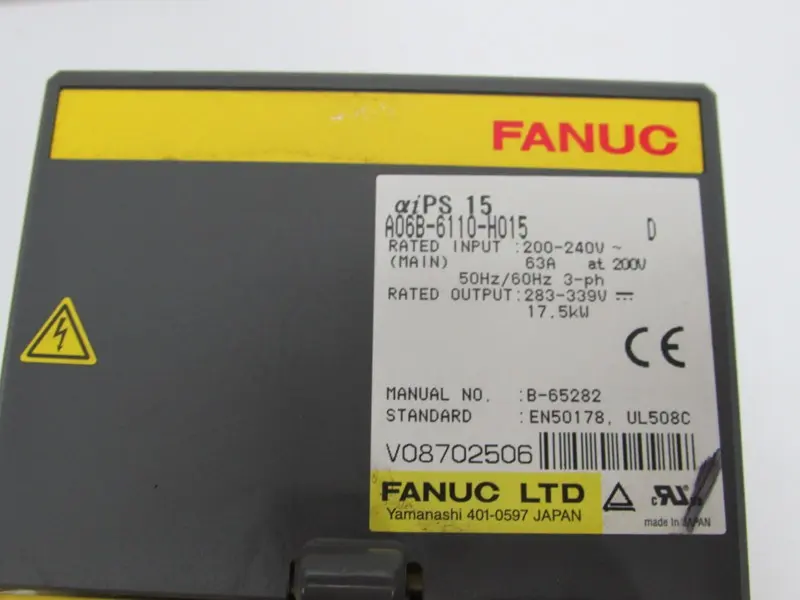 FANUC
αiPS 15
A06B-6110-H015 D
RATED INPUT :200-240V ~
(MAIN) 63A at 200V
50Hz/60Hz 3-ph
RATED OUTPUT:283-339V
17.5kW
CE
MANUAL NO. :B-65282
STANDARD :EN50178, UL508C
V08702506
FANUC LTD
Yamanashi 401-0597 JAPAN
made in JAPAN